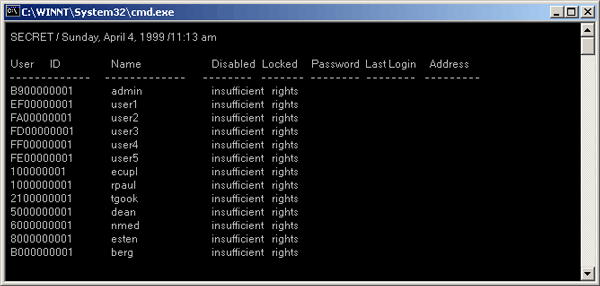 C:\WINNT\System32\cmd.exe
SECRET / Sunday, April 4, 1999 /11:13 am
User ID Name Disabled Locked Password Last Login Address
-------------- -------------- --------- -------- --------- --------- ---------
B900000001 admin insufficient rights
EF00000001 user1 insufficient rights
FA00000001 user2 insufficient rights
FD00000001 user3 insufficient rights
FF00000001 user4 insufficient rights
FE00000001 user5 insufficient rights
100000001 ecupl insufficient rights
1000000001 rpaul insufficient rights
2100000001 tgook insufficient rights
5000000001 dean insufficient rights
6000000001 nmed insufficient rights
8000000001 esten insufficient rights
B000000001 berg insufficient rights